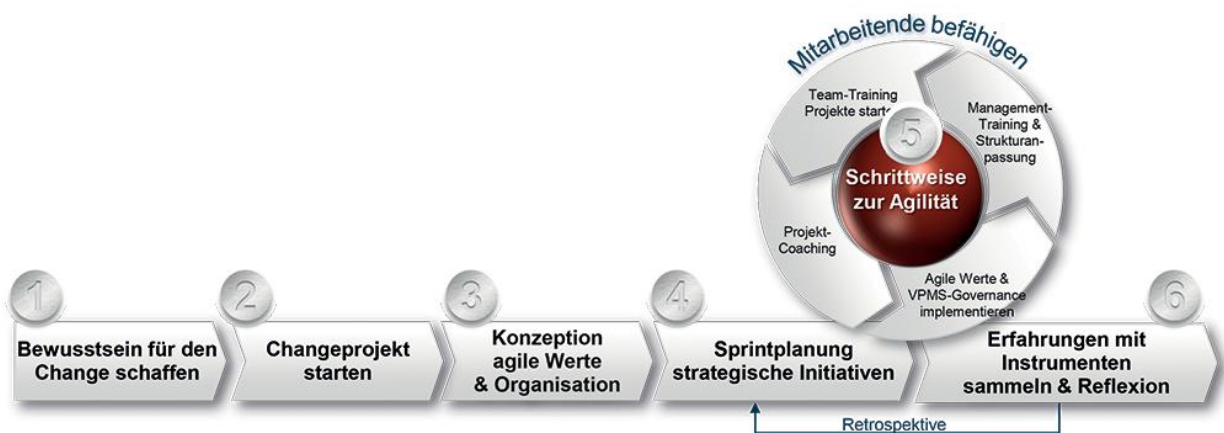 Mitarbeitende befähigen
Team-Training
Projekte starte
Management-
Training &
Strukturan-
passung
5
Schrittweise
zur Agilität
Projekt-
Coaching
Agile Werte &
VPMS-Governance
implementieren
1
Bewusstsein für den
Change schaffen
2
Changeprojekt
starten
3
Konzeption
agile Werte
& Organisation
4
Sprintplanung
strategische Initiativen
6
Erfahrungen mit
Instrumenten
sammeln & Reflexion
Retrospektive